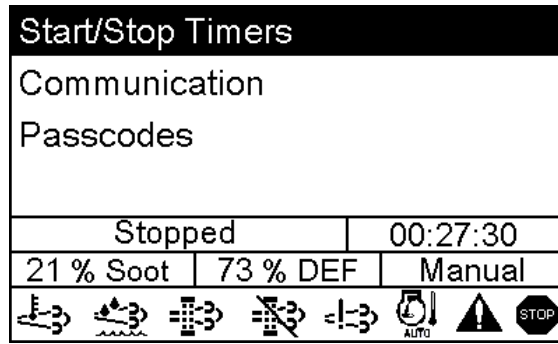 Start/Stop Timers
Communication
Passcodes
Stopped 00:27:30
21 % Soot 73 % DEF Manual
AUTO STOP